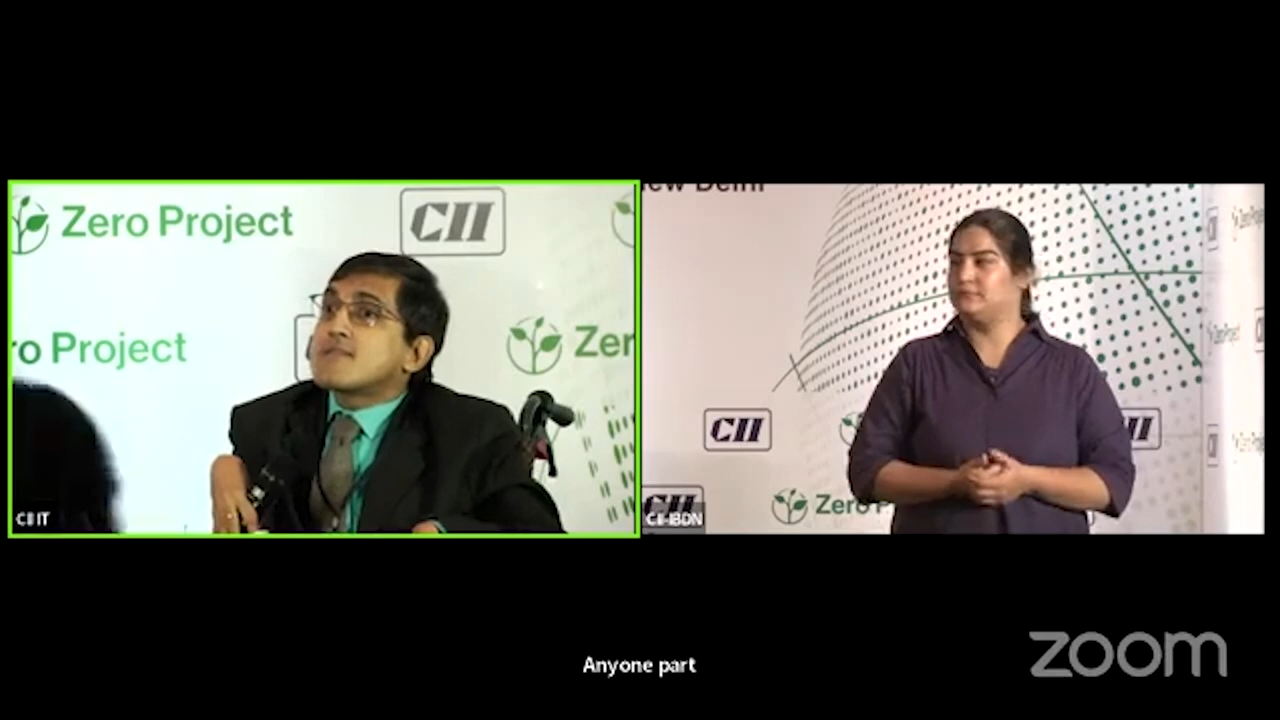 Zero Project
CII
ro Project
Zer
CII IT
ew Delhi
CII
CII
Zero P
CII-IBDN
Anyone part
zoom